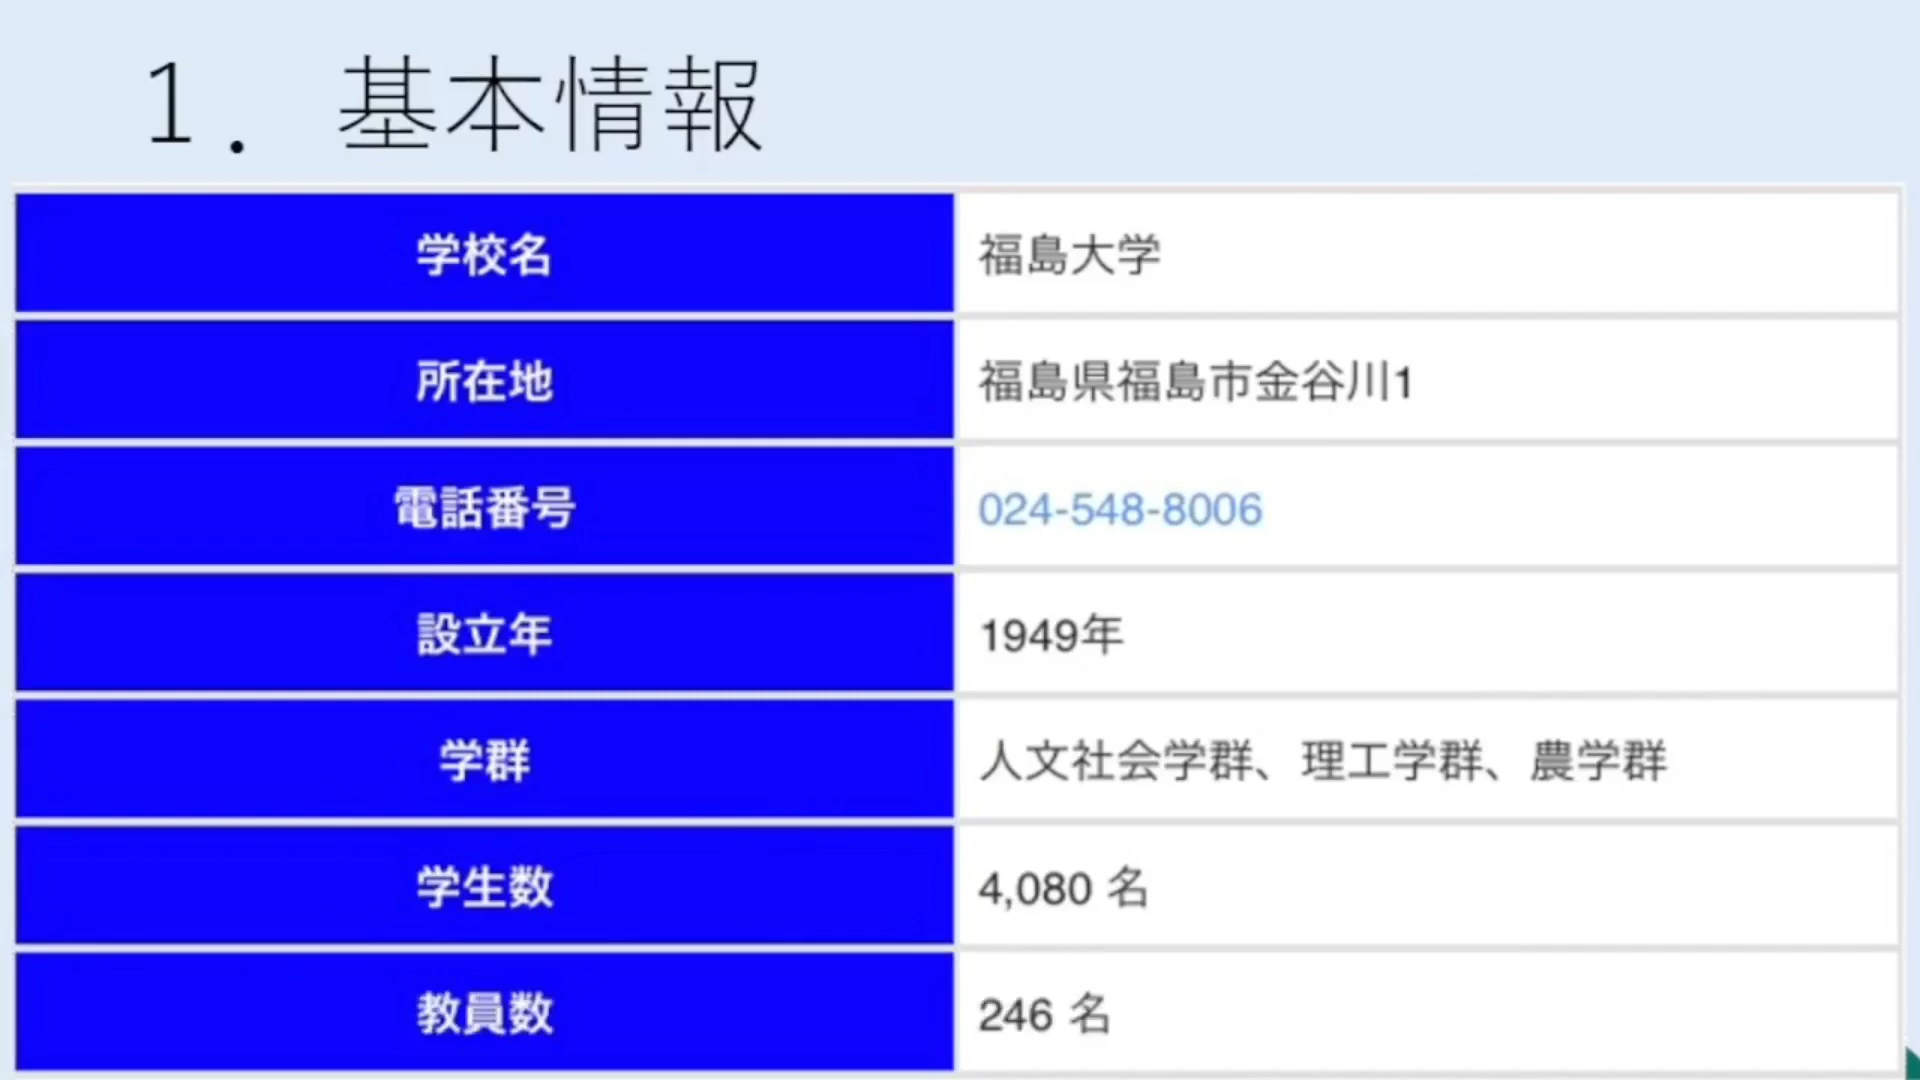 1. 基本情報
学校名 福島大学
所在地 福島県福島市金谷川1
電話番号 024-548-8006
設立年 1949年
学群 人文社会学群、理工学群、農学群
学生数 4,080 名
教員数 246 名